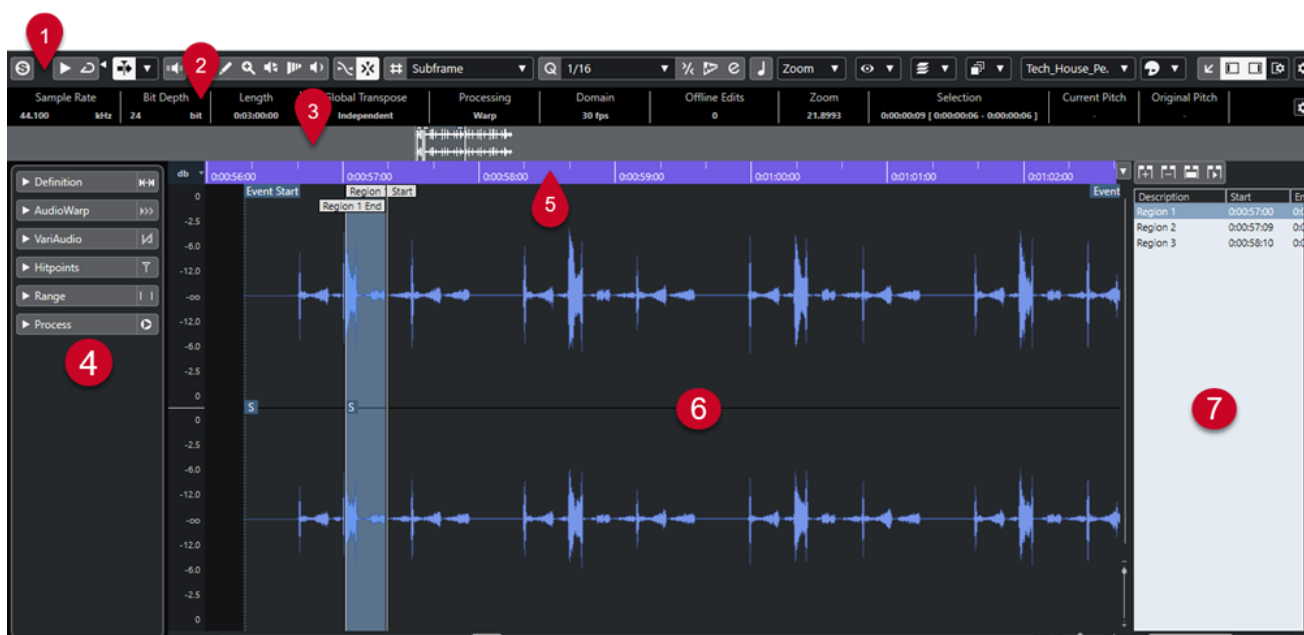 1
2
Subframe
Q 1/16
Zoom
Tech_House_Pe.
Sample Rate Bit Depth Length Global Transpose Processing Domain Offline Edits Zoom Selection Current Pitch Original Pitch
44.100 kHz 24 bit 0:03:00:00 Independent Warp 30 fps 0 21.8993 0:00:00:09 [ 0:00:00:06 - 0:00:00:06 ] - -
3
Definition
AudioWarp
VariAudio
Hitpoints
Range
Process
4
db 0:00:56:00 0:00:57:00 0:00:58:00 0:00:59:00 0:01:00:00 0:01:01:00 0:01:02:00
5
Event Start Region Start Event
Region 1 End
0
-2.5
-6.0
-12.0
-oo
-12.0
-6.0
-2.5
0
S S
6
0
-2.5
-6.0
-12.0
-oo
-12.0
-6.0
-2.5
0
Description Start
Region 1 0:00:57:00
Region 2 0:00:57:09
Region 3 0:00:58:10
7